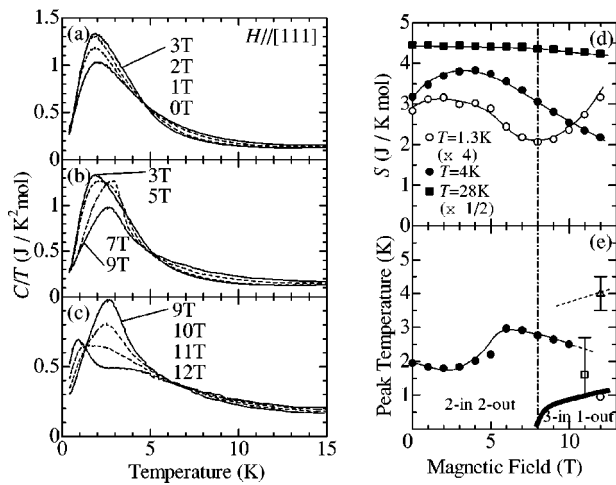 (a)
H//[111]
3T
2T
1T
0T
1.5
1
0.5
0
(b)
3T
5T
7T
9T
1
0.5
0
(c)
9T
10T
11T
12T
0.5
0
0
5
10
15
C/T (J / K²mol)
Temperature (K)
(d)
5
4
3
2
1
0
S (J / K mol)
T=1.3K
(x 4)
T=4K
T=28K
(x 1/2)
(e)
5
4
3
2
1
Peak Temperature (K)
2-in 2-out
3-in 1-out
0
5
10
Magnetic Field (T)